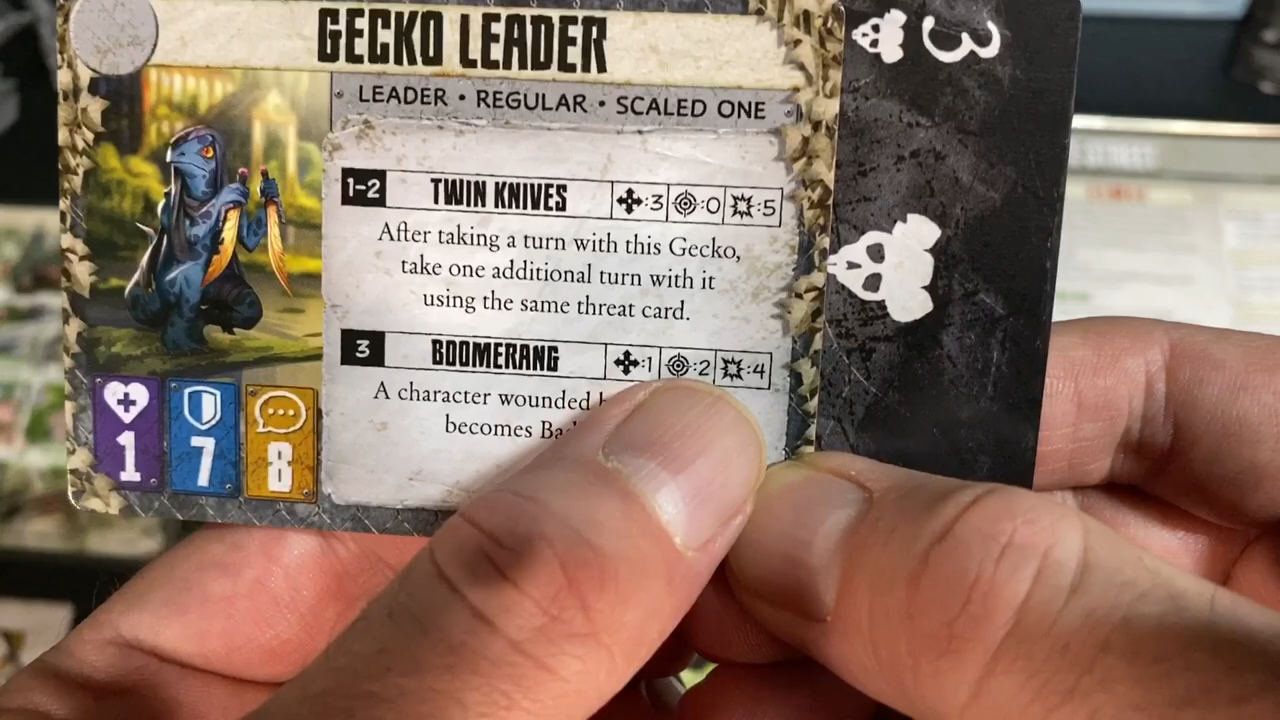 GECKO LEADER
LEADER • REGULAR • SCALED ONE
1-2 TWIN KNIVES :3 :0 :5
After taking a turn with this Gecko,
take one additional turn with it
using the same threat card.
3 BOOMERANG :1 :2 :4
A character wounded
becomes
1 7 8
3